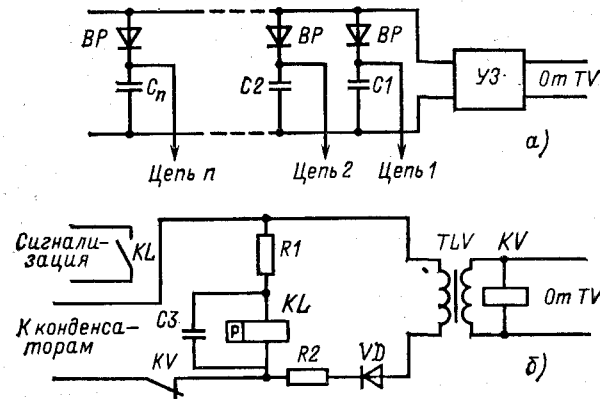 ВР ВР ВР
Cп C2 C1
УЗ От TV
Цепь п Цепь 2 Цепь 1
а)
Сигнали-
зация
KL
R1
TLV KV
C3
P
KL
От TV
К конденса-
торам
KV
R2 VD
б)